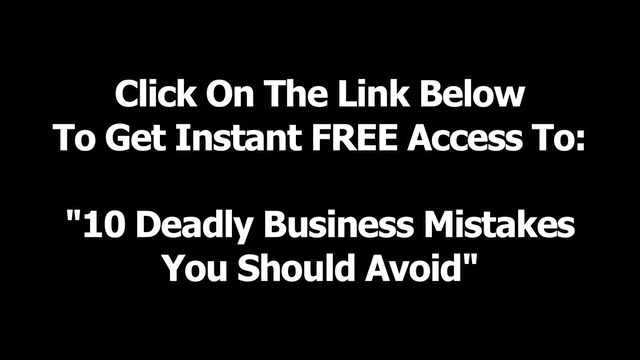 Click On The Link Below
To Get Instant FREE Access To:
"10 Deadly Business Mistakes
You Should Avoid"